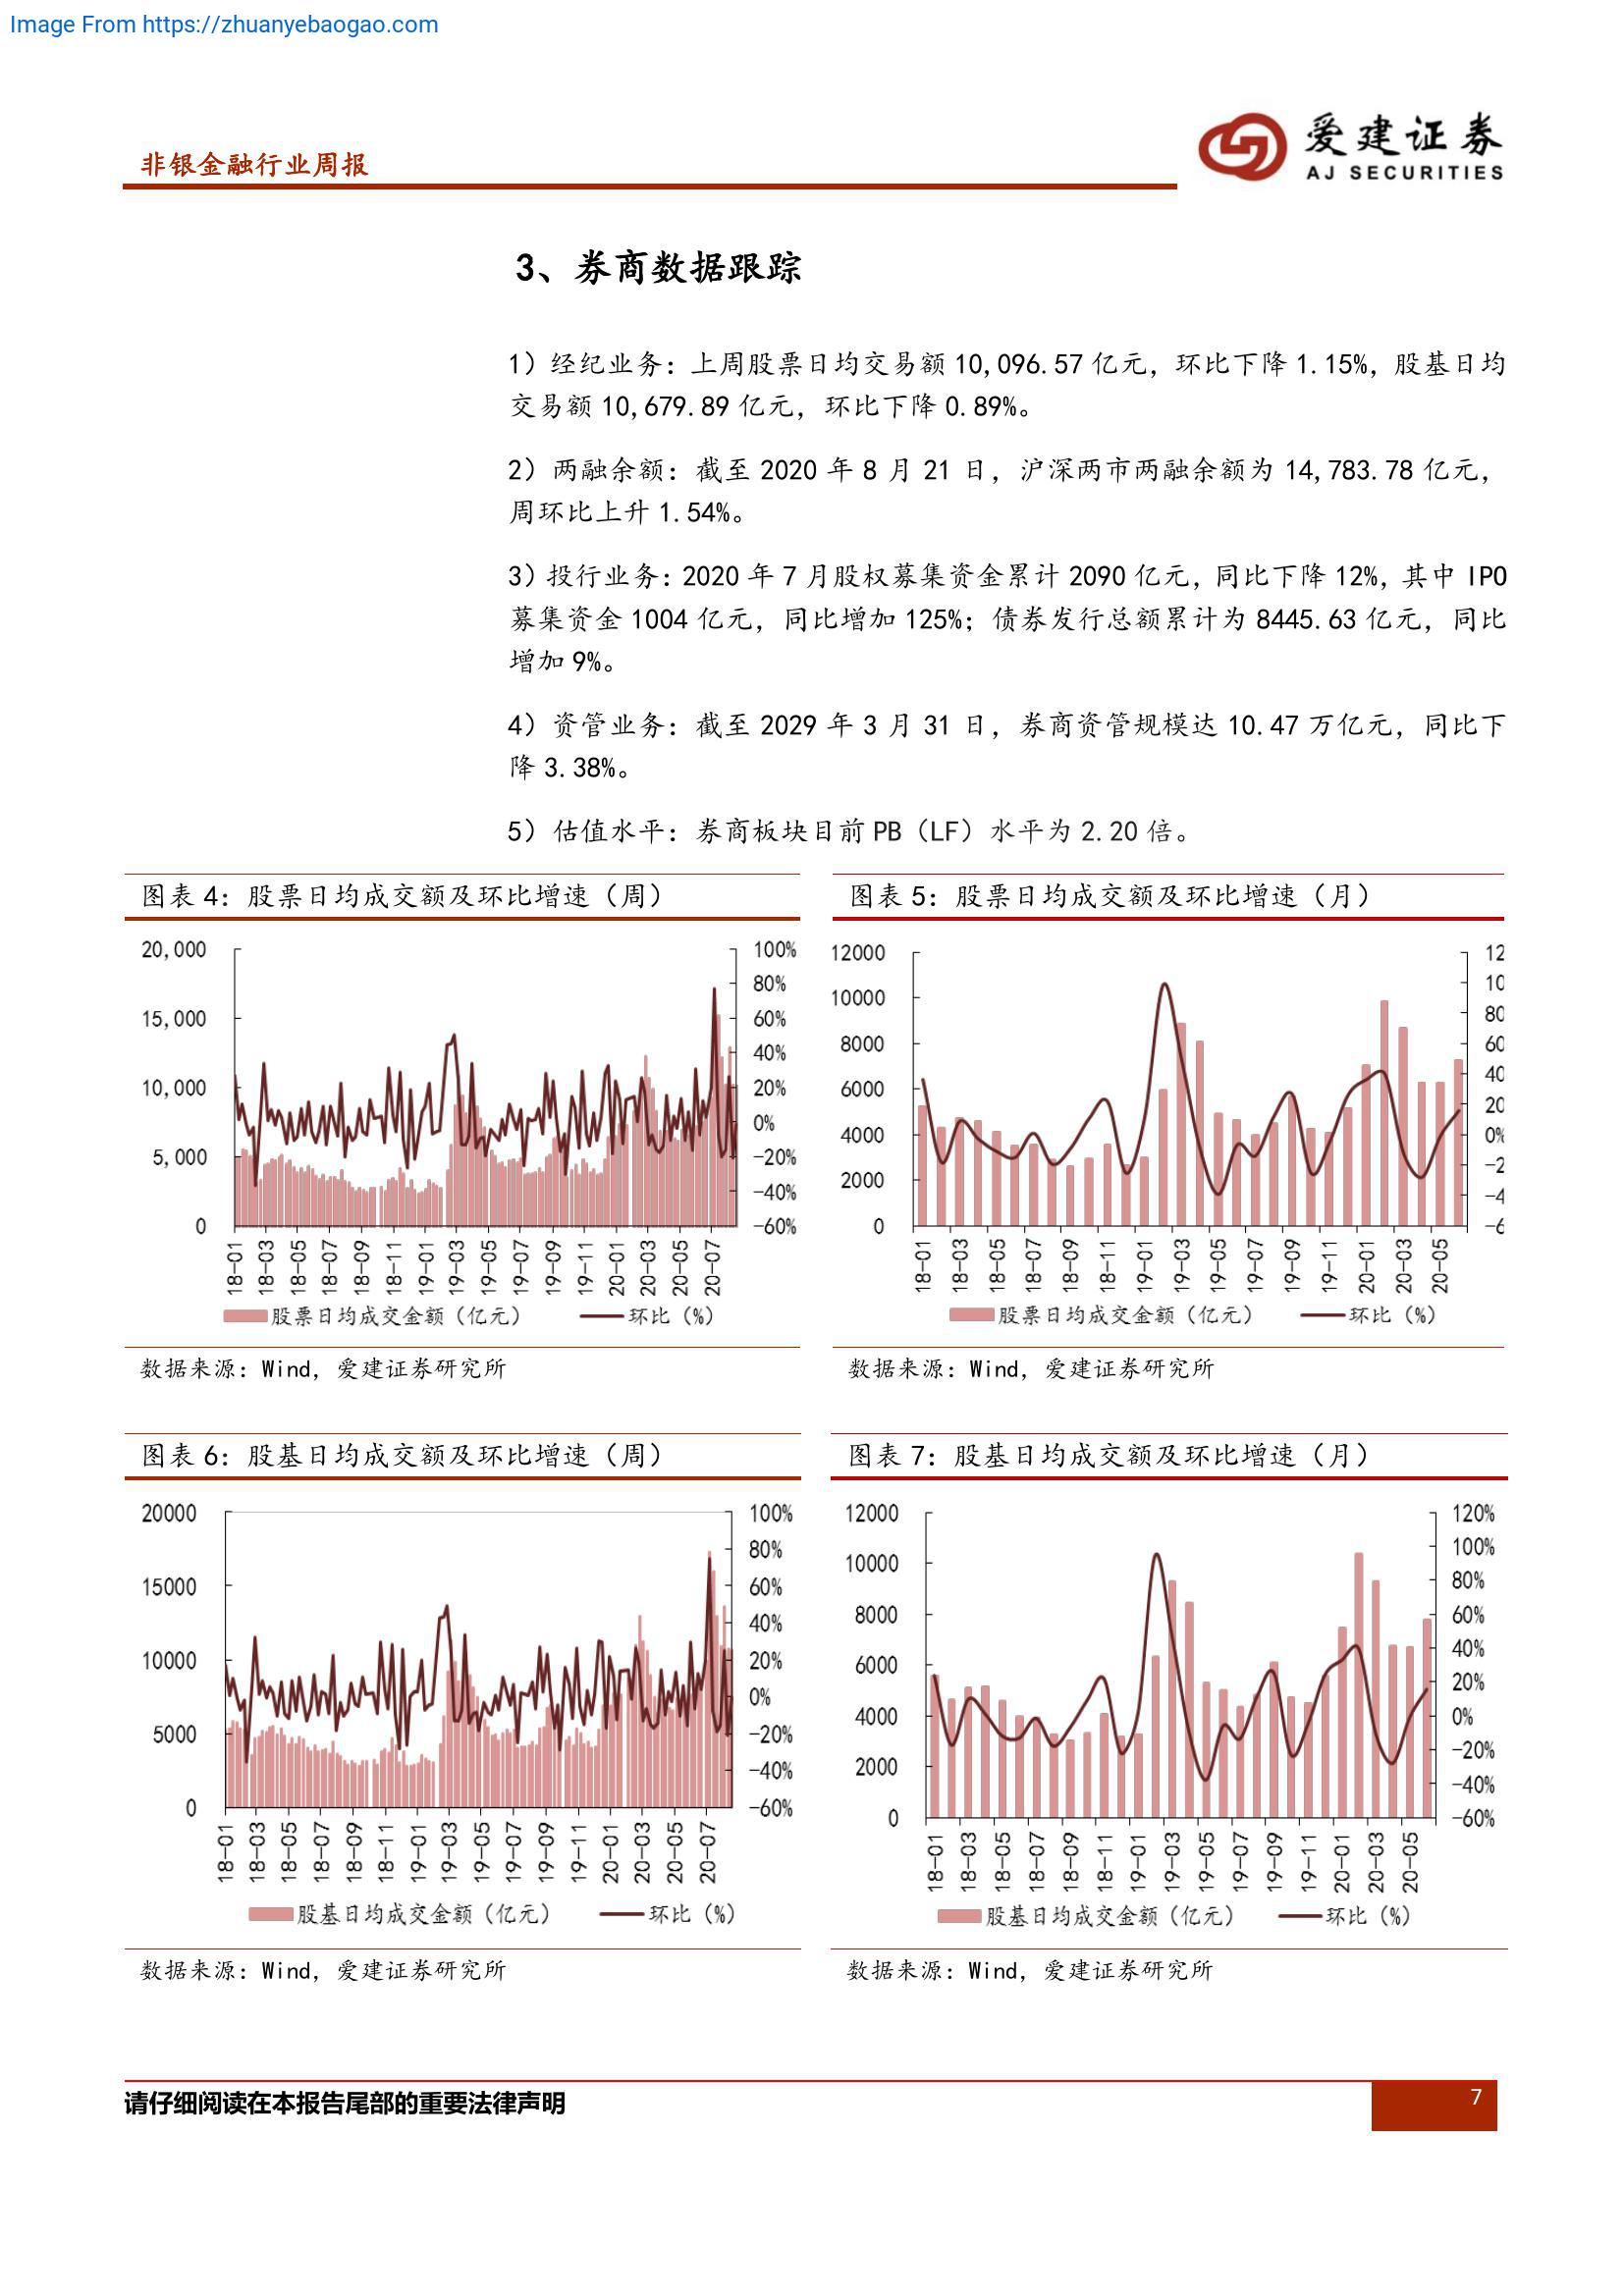 Image From https://zhuanyebaogao.com
非银金融行业周报
爱建证券
AJ SECURITIES
3、券商数据跟踪
1）经纪业务：上周股票日均交易额 10,096.57 亿元，环比下降 1.15%，股基日均
交易额 10,679.89 亿元，环比下降 0.89%。
2）两融余额：截至 2020 年 8 月 21 日，沪深两市两融余额为 14,783.78 亿元，
周环比上升 1.54%。
3）投行业务：2020 年 7 月股权募集资金累计 2090 亿元，同比下降 12%，其中 IPO
募集资金 1004 亿元，同比增加 125%；债券发行总额累计为 8445.63 亿元，同比
增加 9%。
4）资管业务：截至 2029 年 3 月 31 日，券商资管规模达 10.47 万亿元，同比下
降 3.38%。
5）估值水平：券商板块目前 PB（LF）水平为 2.20 倍。
图表 4：股票日均成交额及环比增速（周）
20,000
15,000
10,000
5,000
0
100%
80%
60%
40%
20%
0%
-20%
-40%
-60%
18-01 18-03 18-05 18-07 18-09 18-11 19-01 19-03 19-05 19-07 19-09 19-11 20-01 20-03 20-05 20-07
股票日均成交金额（亿元） 环比（%）
数据来源：Wind，爱建证券研究所
图表 5：股票日均成交额及环比增速（月）
12000
10000
8000
6000
4000
2000
0
12
10
80
60
40
20
0%
-2
-4
-6
18-01 18-03 18-05 18-07 18-09 18-11 19-01 19-03 19-05 19-07 19-09 19-11 20-01 20-03 20-05
股票日均成交金额（亿元） 环比（%）
数据来源：Wind，爱建证券研究所
图表 6：股基日均成交额及环比增速（周）
20000
15000
10000
5000
0
100%
80%
60%
40%
20%
0%
-20%
-40%
-60%
18-01 18-03 18-05 18-07 18-09 18-11 19-01 19-03 19-05 19-07 19-09 19-11 20-01 20-03 20-05 20-07
股基日均成交金额（亿元） 环比（%）
数据来源：Wind，爱建证券研究所
图表 7：股基日均成交额及环比增速（月）
12000
10000
8000
6000
4000
2000
0
120%
100%
80%
60%
40%
20%
0%
-20%
-40%
-60%
18-01 18-03 18-05 18-07 18-09 18-11 19-01 19-03 19-05 19-07 19-09 19-11 20-01 20-03 20-05
股基日均成交金额（亿元） 环比（%）
数据来源：Wind，爱建证券研究所
请仔细阅读在本报告尾部的重要法律声明
7